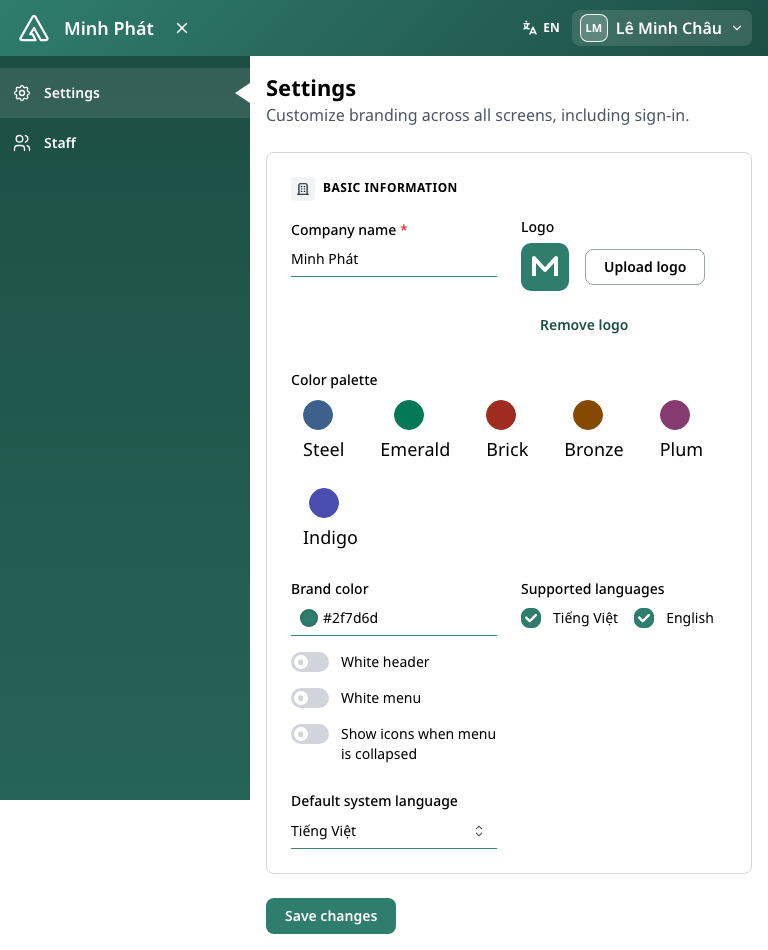 Minh Phát
EN
LM
Lê Minh Châu
Settings
Staff
Settings
Customize branding across all screens, including sign-in.
BASIC INFORMATION
Company name *
Minh Phát
Logo
Upload logo
Remove logo
Color palette
Steel
Emerald
Brick
Bronze
Plum
Indigo
Brand color
#2f7d6d
Supported languages
Tiếng Việt
English
White header
White menu
Show icons when menu
is collapsed
Default system language
Tiếng Việt
Save changes